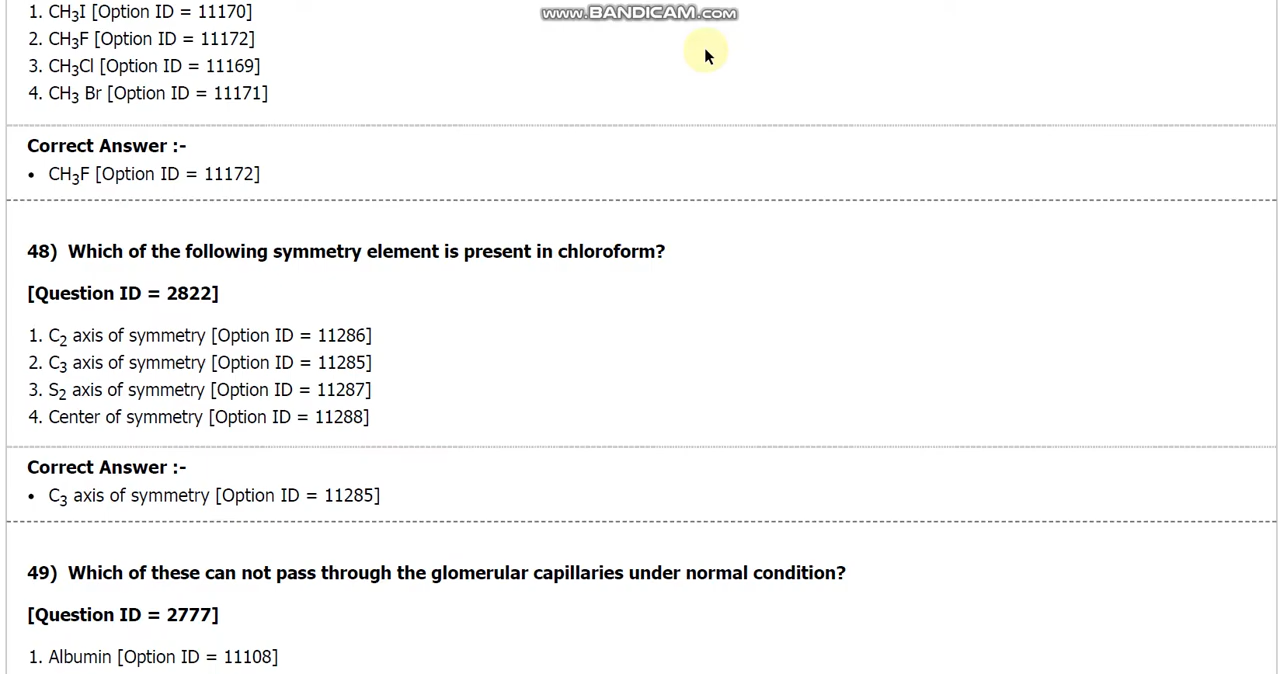 1. CH₃I [Option ID = 11170]
www.BANDICAM.com
2. CH₃F [Option ID = 11172]
3. CH₃Cl [Option ID = 11169]
4. CH₃ Br [Option ID = 11171]
Correct Answer :-
• CH₃F [Option ID = 11172]
48) Which of the following symmetry element is present in chloroform?
[Question ID = 2822]
1. C₂ axis of symmetry [Option ID = 11286]
2. C₃ axis of symmetry [Option ID = 11285]
3. S₂ axis of symmetry [Option ID = 11287]
4. Center of symmetry [Option ID = 11288]
Correct Answer :-
• C₃ axis of symmetry [Option ID = 11285]
49) Which of these can not pass through the glomerular capillaries under normal condition?
[Question ID = 2777]
1. Albumin [Option ID = 11108]